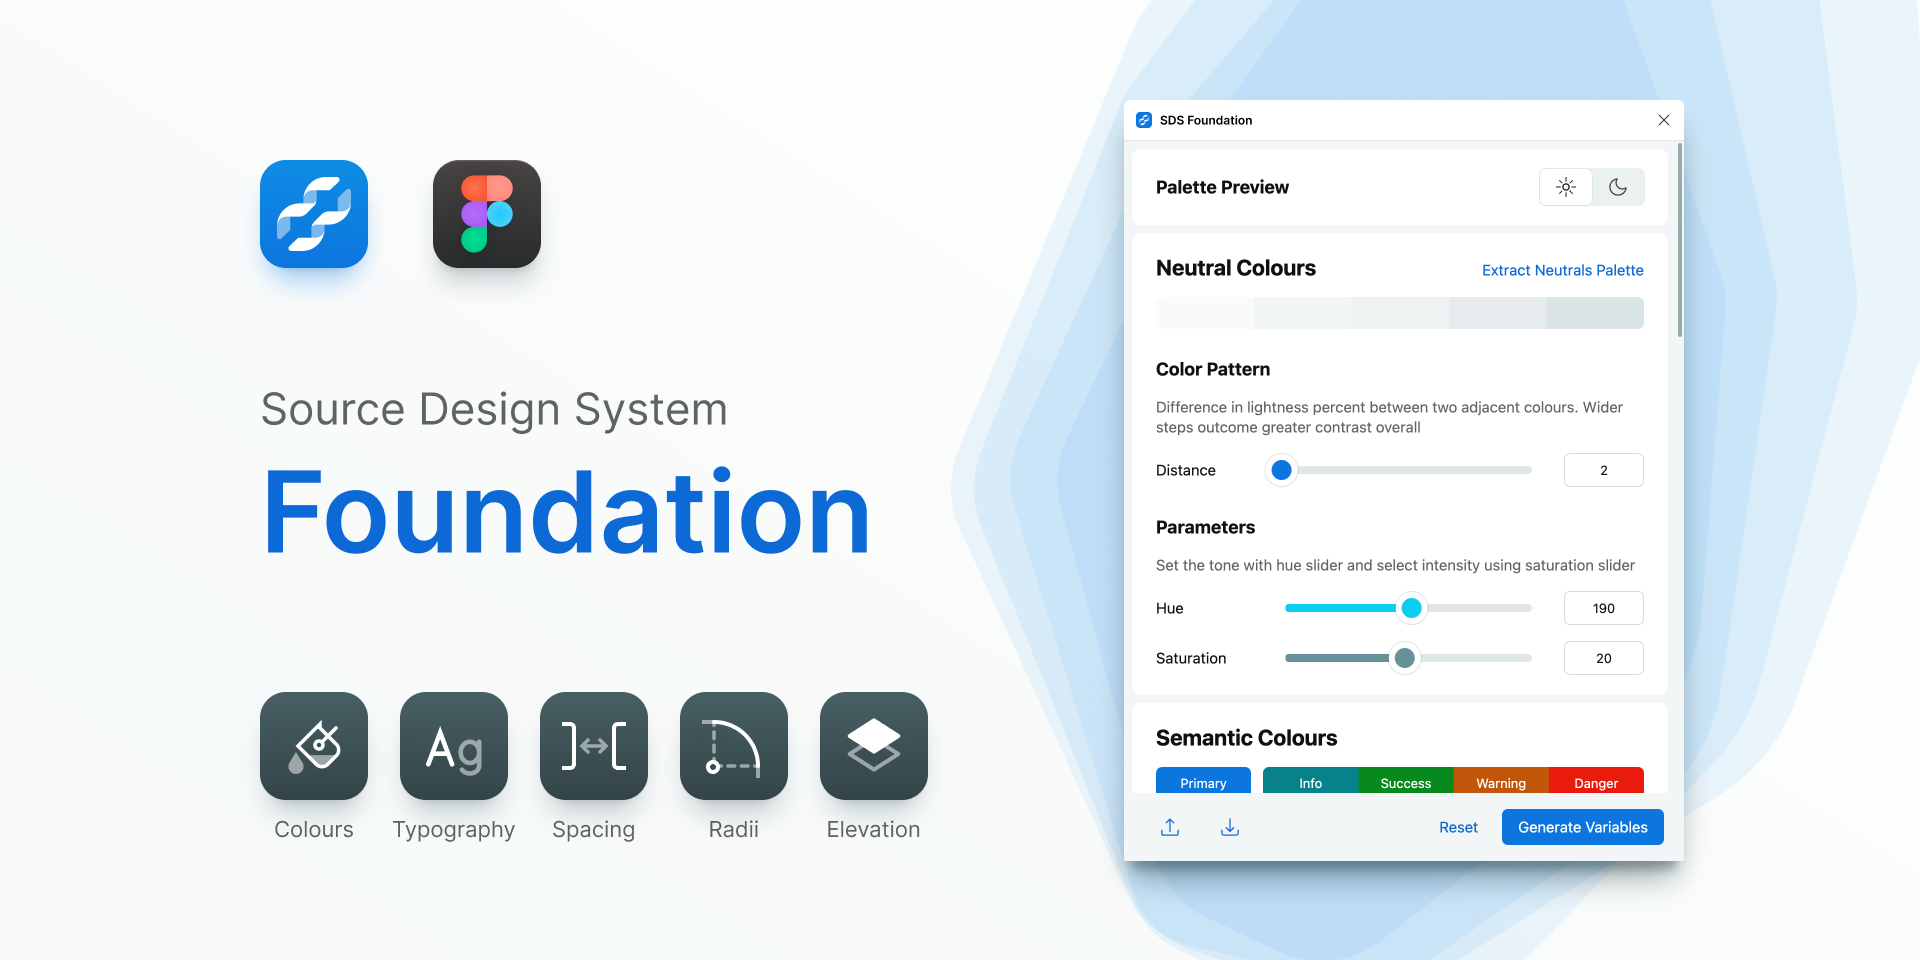 Source Design System
Foundation
Ag
Colours
Typography
Spacing
Radii
Elevation
SDS Foundation
Palette Preview
Neutral Colours
Extract Neutrals Palette
Color Pattern
Difference in lightness percent between two adjacent colours. Wider
steps outcome greater contrast overall
Distance
2
Parameters
Set the tone with hue slider and select intensity using saturation slider
Hue
190
Saturation
20
Semantic Colours
Primary
Info
Success
Warning
Danger
Reset
Generate Variables